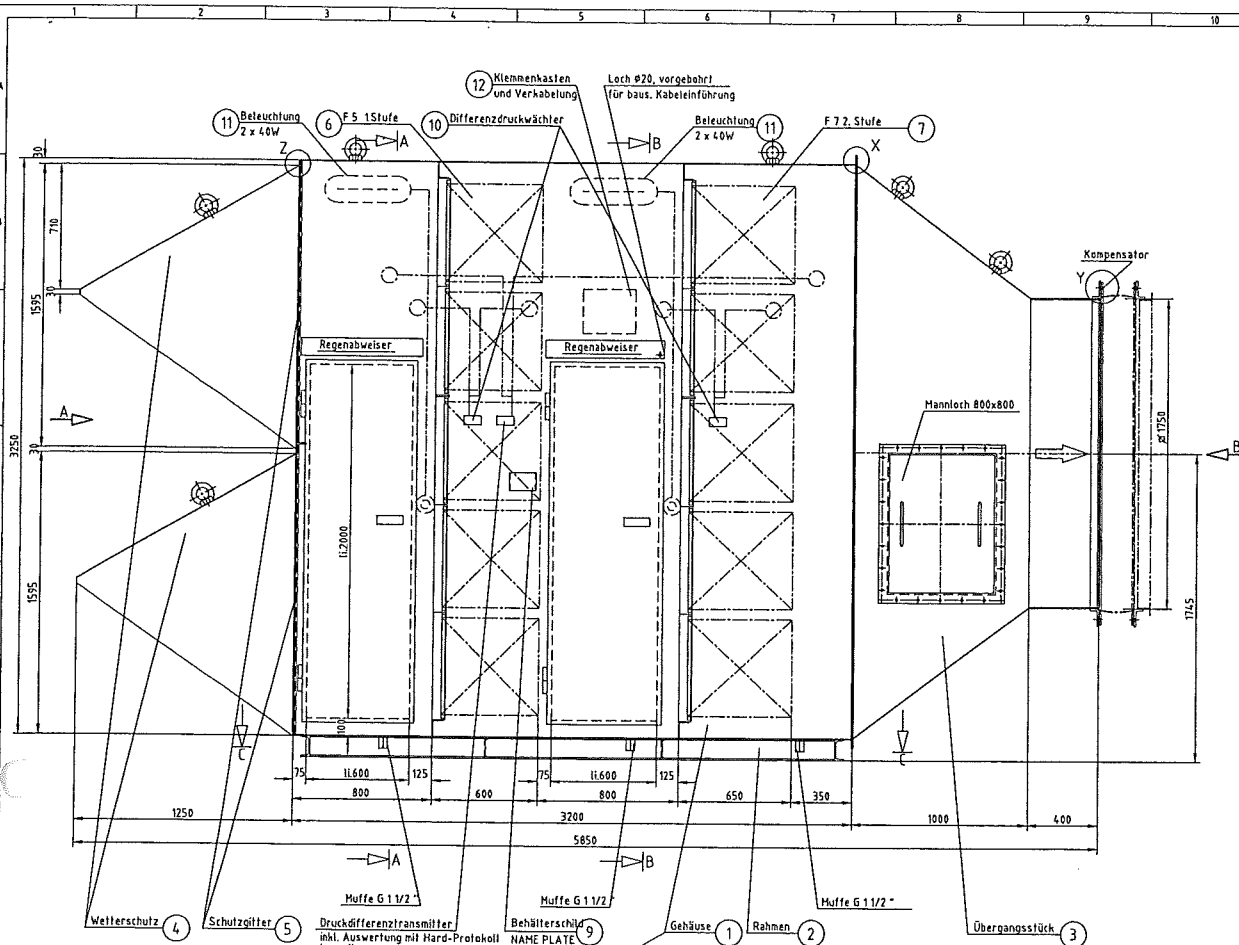 1 2 3 4 5 6 7 8 9 10
A
12 Klemmenkasten
und Verkabelung
Loch ø20, vorgebohrt
für baus. Kabeleinführung
11 Beleuchtung
2 x 40W
6 F 5 1Stufe
10 Differenzdruckwächter
Beleuchtung 11
2 x 40W
F 7 2. Stufe 7
A
B
Z
X
30
710
30
1595
3250
30
1595
Kompensator
Y
Regenabweiser
Regenabweiser
A
Mannloch 800x800
ø1750
B
li.2000
1745
100
C
C
75 li.600 125 75 li.600 125
800 600 800 650 350
1250 3200 1000 400
5850
A
B
Muffe G 1 1/2 "
Muffe G 1 1/2 "
Muffe G 1 1/2 "
Wetterschutz 4
Schutzgitter 5
Druckdifferenztransmitter
inkl. Auswertung mit Hard-Protokoll
Behälterschild 9
NAME PLATE
Gehäuse 1
Rahmen 2
Übergangsstück 3